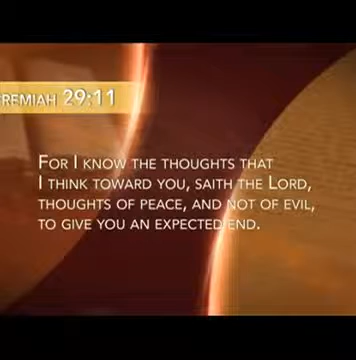 REMIAH 29:11
FOR I KNOW THE THOUGHTS THAT
I THINK TOWARD YOU, SAITH THE LORD,
THOUGHTS OF PEACE, AND NOT OF EVIL,
TO GIVE YOU AN EXPECTED END.